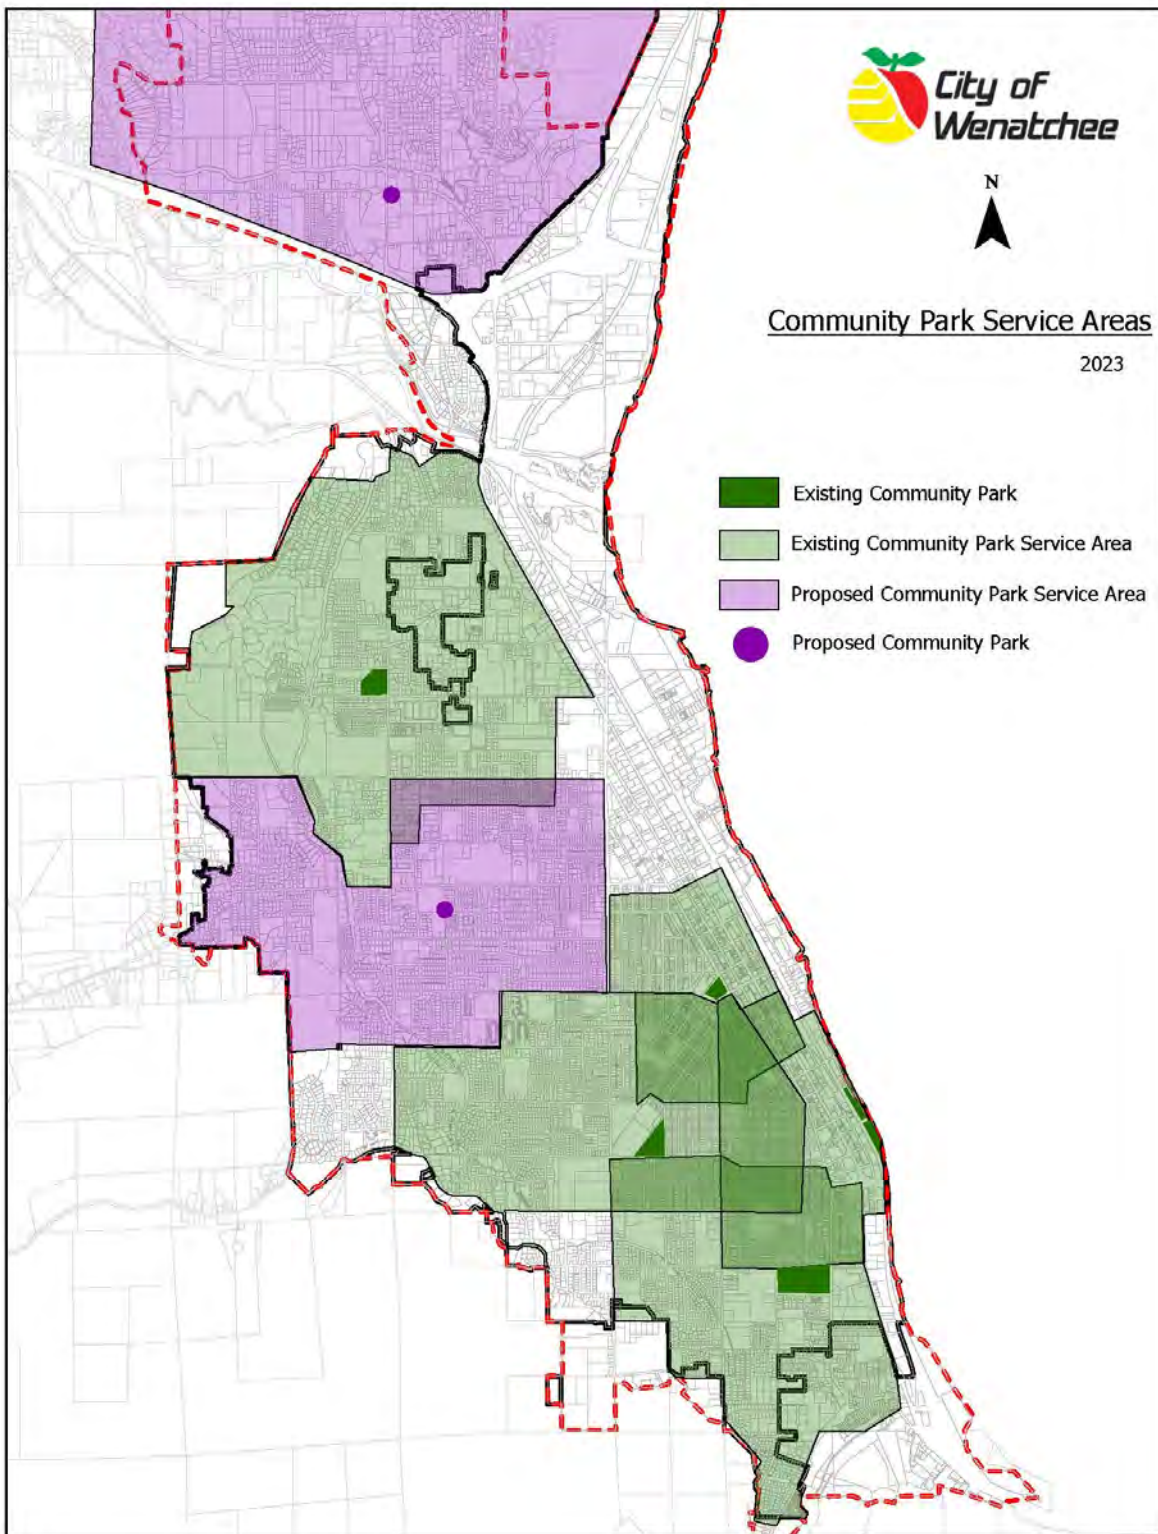 City of
Wenatchee
N
Community Park Service Areas
2023
Existing Community Park
Existing Community Park Service Area
Proposed Community Park Service Area
Proposed Community Park